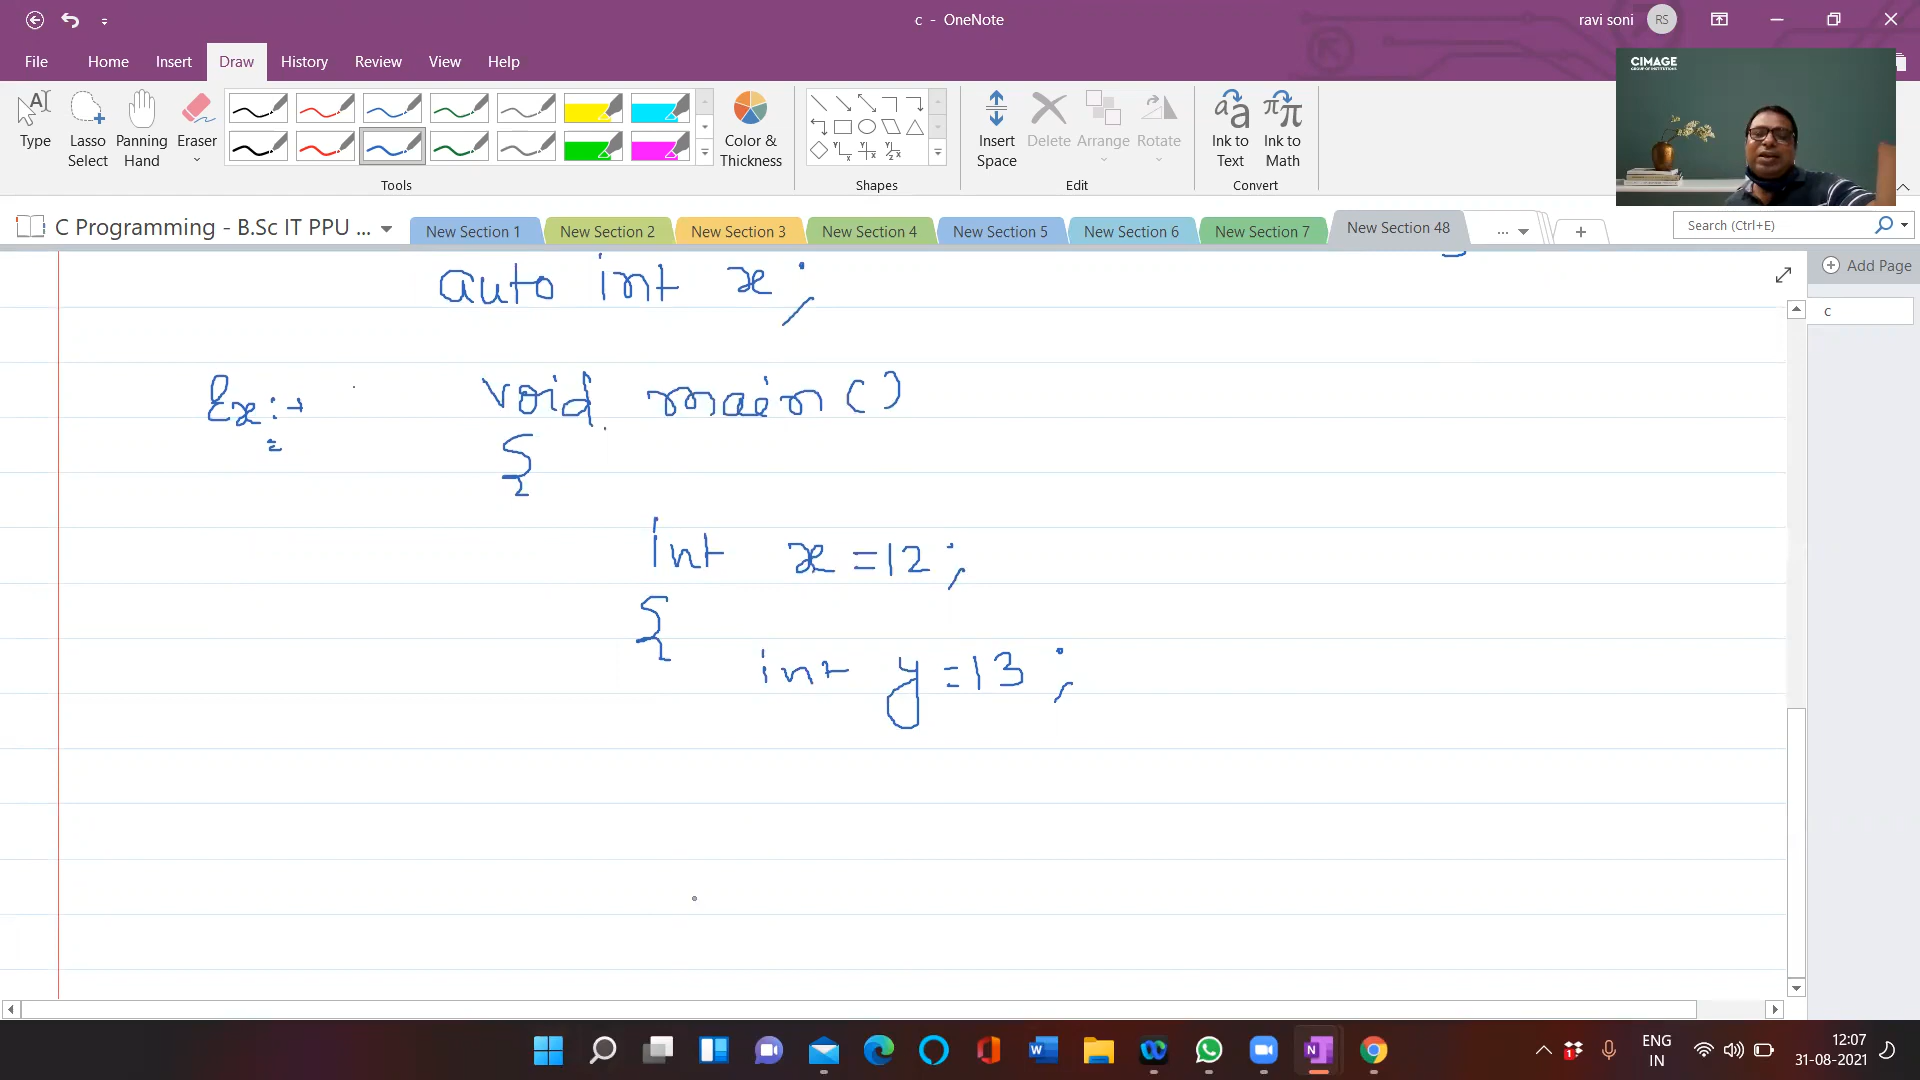 c - OneNote
ravi soni RS
File Home Insert Draw History Review View Help
CIMAGE
GROUP OF INSTITUTIONS
Type Lasso Select Panning Hand Eraser Color & Thickness Insert Space Delete Arrange Rotate Ink to Text Ink to Math
Tools Shapes Edit Convert
C Programming - B.Sc IT PPU ... New Section 1 New Section 2 New Section 3 New Section 4 New Section 5 New Section 6 New Section 7 New Section 48 ... Search (Ctrl+E)
Add Page
c
auto int x ;
Ex:→ void main ()
{
int x = 12 ;
{
int y = 13 ;
ENG
IN
12:07
31-08-2021